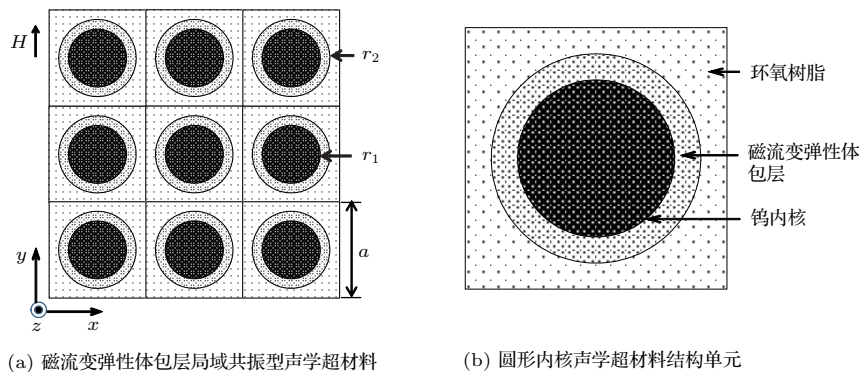 H
r₂
r₁
a
y
z
x
(a) 磁流变弹性体包层局域共振型声学超材料
环氧树脂
磁流变弹性体
包层
钨内核
(b) 圆形内核声学超材料结构单元